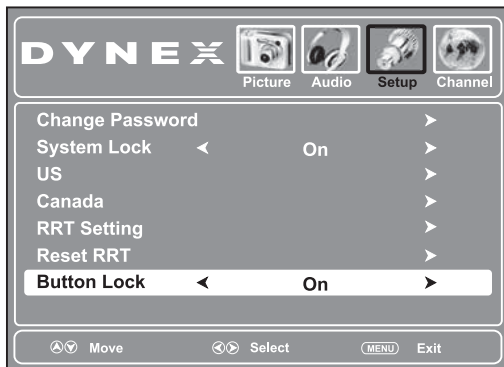 DYNEX
Picture Audio Setup Channel
Change Password
System Lock On
US
Canada
RRT Setting
Reset RRT
Button Lock On
Move Select MENU Exit